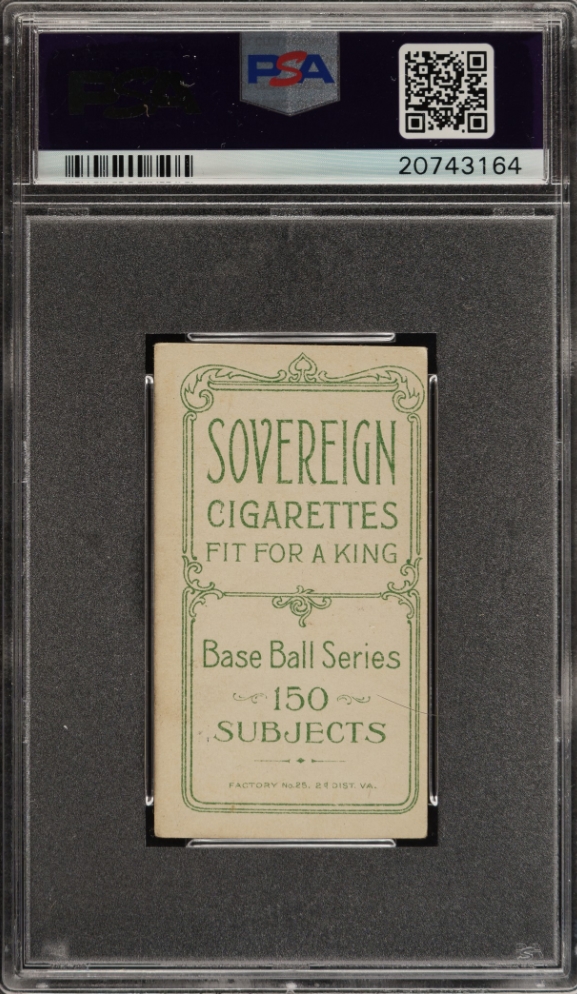 PSA
20743164
SOVEREIGN
CIGARETTES
FIT FOR A KING
Base Ball Series
150
SUBJECTS
FACTORY No.25, 2d DIST. VA.